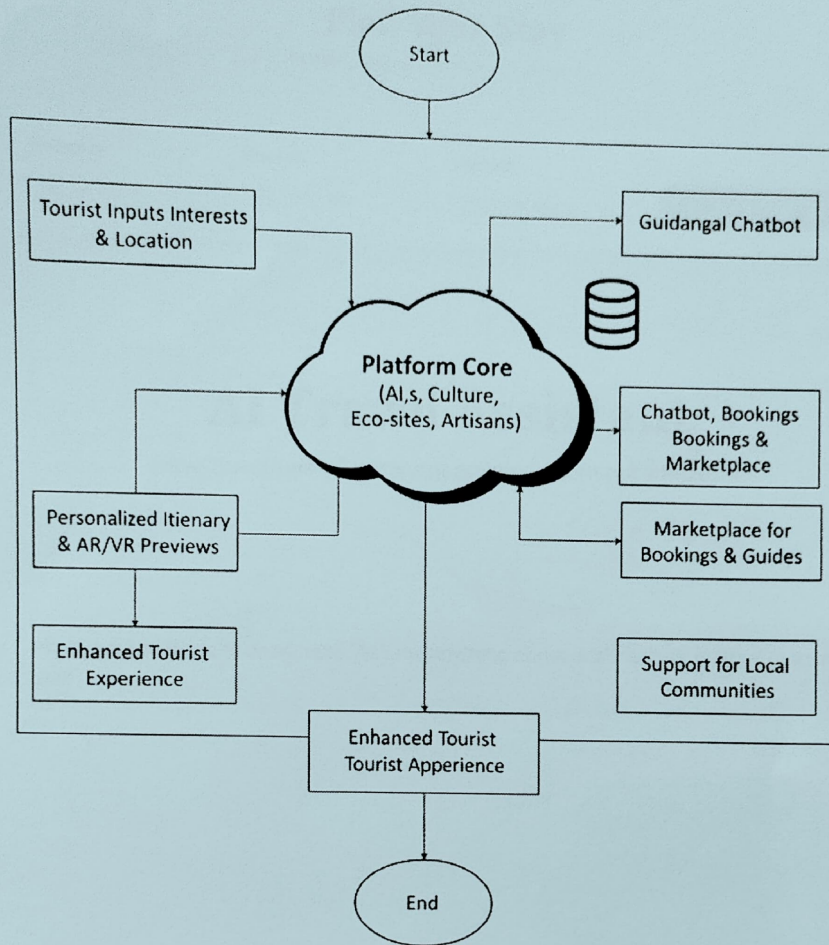 Start
Tourist Inputs Interests
& Location
Guidangal Chatbot
Platform Core
(AI,s, Culture,
Eco-sites, Artisans)
Chatbot, Bookings
Bookings &
Marketplace
Personalized Itienary
& AR/VR Previews
Marketplace for
Bookings & Guides
Enhanced Tourist
Experience
Support for Local
Communities
Enhanced Tourist
Tourist Apperience
End